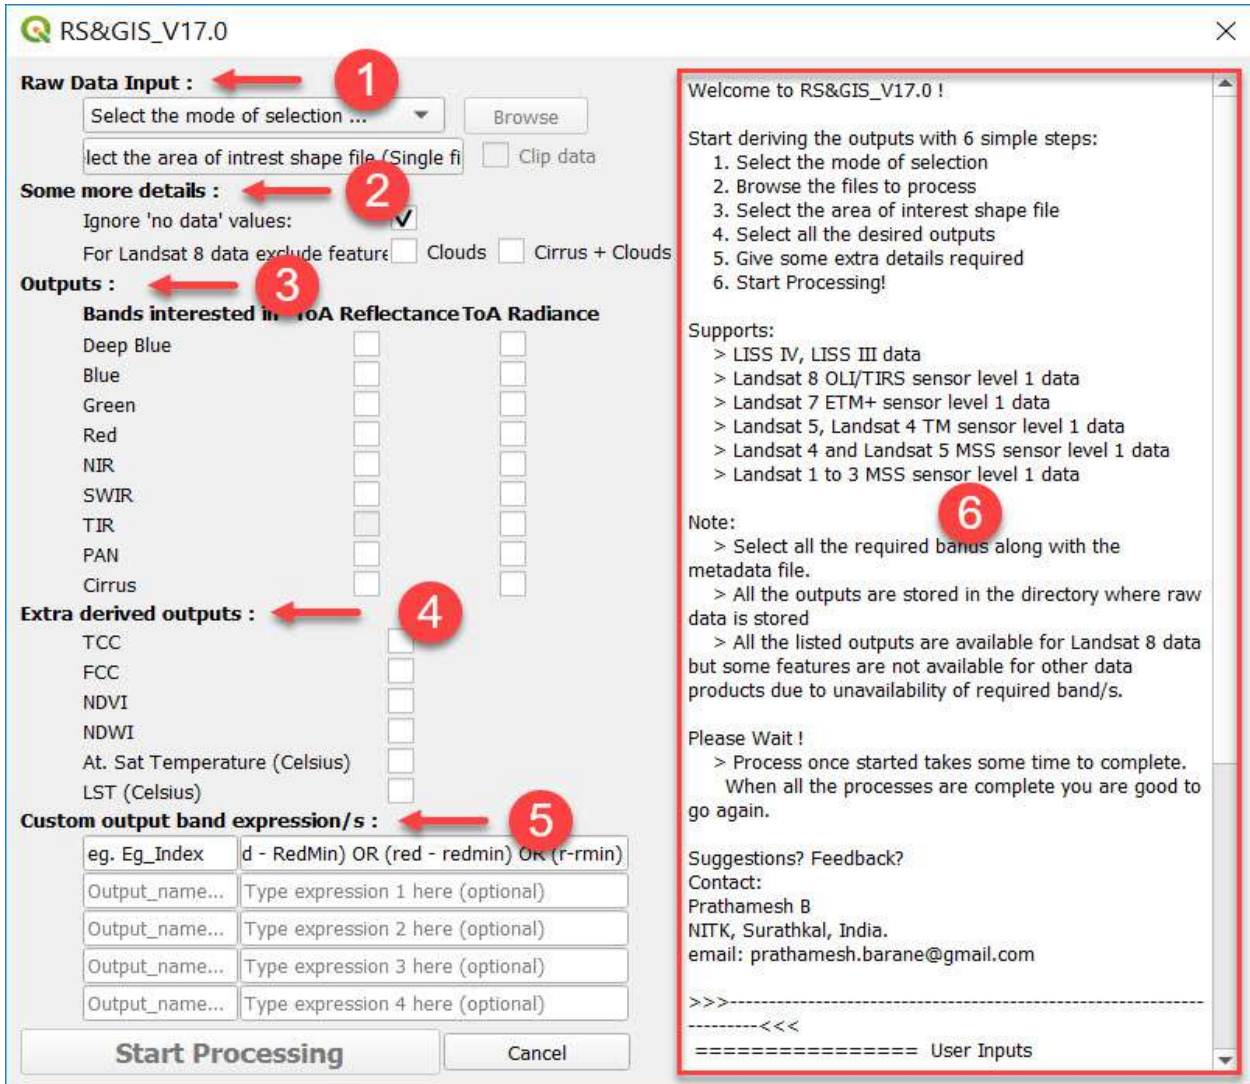 RS&GIS_V17.0
Raw Data Input :
1
Select the mode of selection ...
Browse
lect the area of intrest shape file (Single fi
Clip data
Some more details :
2
Ignore 'no data' values:
For Landsat 8 data exclude feature
Clouds
Cirrus + Clouds
Outputs :
3
Bands interested in ToA Reflectance ToA Radiance
Deep Blue
Blue
Green
Red
NIR
SWIR
TIR
PAN
Cirrus
Extra derived outputs :
4
TCC
FCC
NDVI
NDWI
At. Sat Temperature (Celsius)
LST (Celsius)
Custom output band expression/s :
5
eg. Eg_Index
d - RedMin) OR (red - redmin) OR (r-rmin)
Output_name...
Type expression 1 here (optional)
Output_name...
Type expression 2 here (optional)
Output_name...
Type expression 3 here (optional)
Output_name...
Type expression 4 here (optional)
Start Processing
Cancel
Welcome to RS&GIS_V17.0 !
Start deriving the outputs with 6 simple steps:
1. Select the mode of selection
2. Browse the files to process
3. Select the area of interest shape file
4. Select all the desired outputs
5. Give some extra details required
6. Start Processing!
Supports:
> LISS IV, LISS III data
> Landsat 8 OLI/TIRS sensor level 1 data
> Landsat 7 ETM+ sensor level 1 data
> Landsat 5, Landsat 4 TM sensor level 1 data
> Landsat 4 and Landsat 5 MSS sensor level 1 data
> Landsat 1 to 3 MSS sensor level 1 data
6
Note:
> Select all the required bands along with the
metadata file.
> All the outputs are stored in the directory where raw
data is stored
> All the listed outputs are available for Landsat 8 data
but some features are not available for other data
products due to unavailability of required band/s.
Please Wait !
> Process once started takes some time to complete.
When all the processes are complete you are good to
go again.
Suggestions? Feedback?
Contact:
Prathamesh B
NITK, Surathkal, India.
email: prathamesh.barane@gmail.com
>>>--------------------------------------------------------------
---------<<<
================= User Inputs